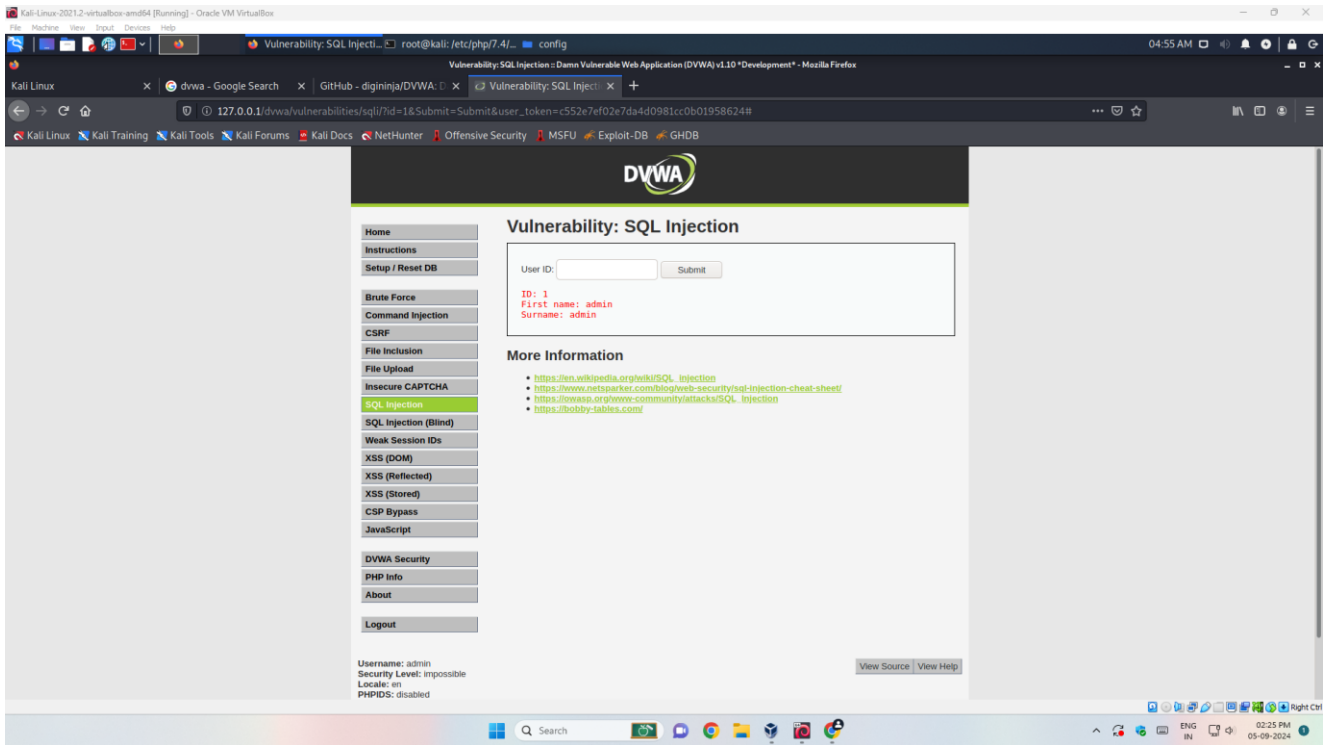 Kali-Linux-2021.2-virtualbox-amd64 [Running] - Oracle VM VirtualBox
File Machine View Input Devices Help
Vulnerability: SQL Injecti... root@kali: /etc/php/7.4/... config 04:55 AM
Vulnerability: SQL Injection :: Damn Vulnerable Web Application (DVWA) v1.10 *Development* - Mozilla Firefox
Kali Linux dvwa - Google Search GitHub - digininja/DVWA: D Vulnerability: SQL Injecti
127.0.0.1/dvwa/vulnerabilities/sqli/?id=1&Submit=Submit&user_token=c552e7ef02e7da4d0981cc0b01958624#
Kali Linux Kali Training Kali Tools Kali Forums Kali Docs NetHunter Offensive Security MSFU Exploit-DB GHDB
DVWA
Home
Instructions
Setup / Reset DB
Brute Force
Command Injection
CSRF
File Inclusion
File Upload
Insecure CAPTCHA
SQL Injection
SQL Injection (Blind)
Weak Session IDs
XSS (DOM)
XSS (Reflected)
XSS (Stored)
CSP Bypass
JavaScript
DVWA Security
PHP Info
About
Logout
Vulnerability: SQL Injection
User ID: Submit
ID: 1
First name: admin
Surname: admin
More Information
https://en.wikipedia.org/wiki/SQL_injection
https://www.netsparker.com/blog/web-security/sql-injection-cheat-sheet/
https://owasp.org/www-community/attacks/SQL_Injection
https://bobby-tables.com/
Username: admin
Security Level: impossible
Locale: en
PHPIDS: disabled
View Source View Help
Right Ctrl
Search
ENG
IN
02:25 PM
05-09-2024
1